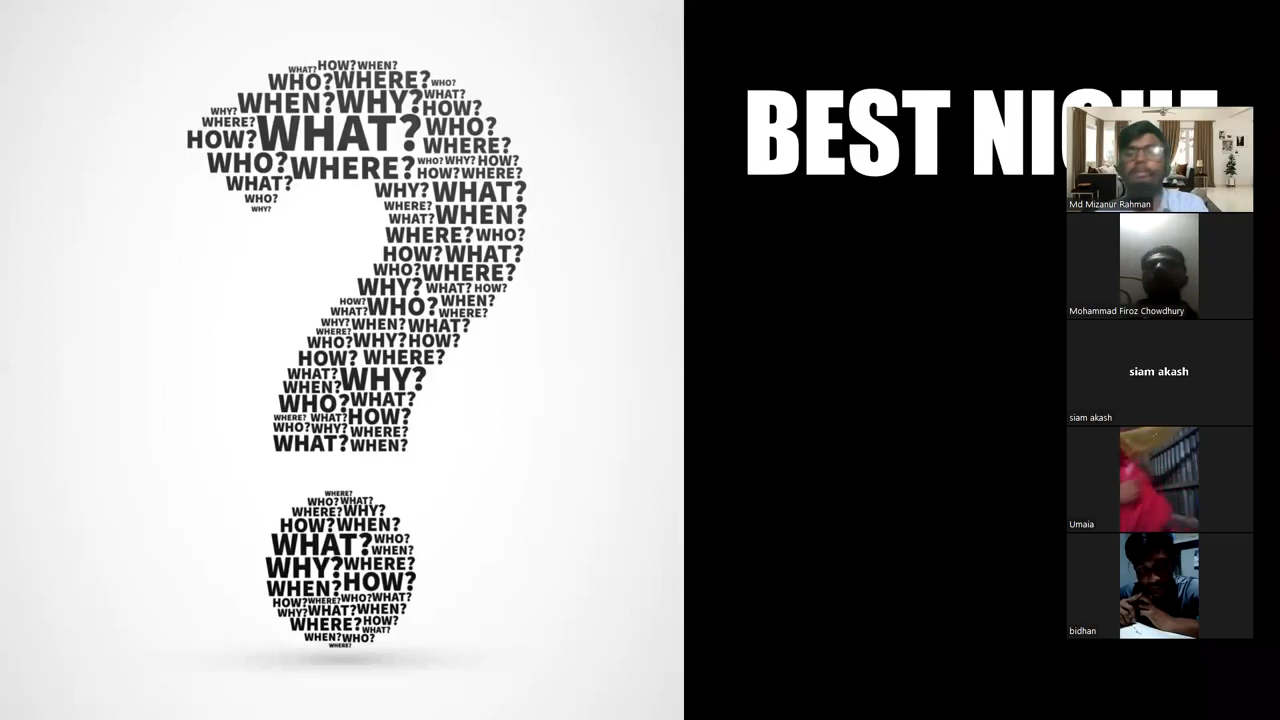 WHAT? HOW? WHEN?
WHO? WHERE? WHO?
WHEN? WHY? WHAT?
WHY? HOW?
WHERE? WHAT? WHO?
HOW? WHERE?
WHO? WHERE? WHO? WHY? HOW?
HOW? WHERE?
WHAT? WHY? WHAT?
WHO? WHERE? WHEN?
WHY? WHAT?
WHERE? WHO?
HOW? WHAT?
WHO? WHERE?
WHY? WHAT? HOW?
HOW? WHO? WHEN?
WHAT? WHERE?
WHY? WHEN? WHAT?
WHERE?
WHO? WHY? HOW?
HOW? WHERE?
WHAT? WHY?
WHEN?
WHO? WHAT?
WHERE? WHAT? HOW?
WHO? WHY? WHERE?
WHAT? WHEN?
WHERE?
WHO? WHAT?
WHERE? WHY?
HOW? WHEN?
WHAT? WHO?
WHEN?
WHY? WHERE?
WHEN? HOW?
HOW? WHERE? WHO? WHAT?
WHY? WHAT? WHEN?
WHERE? HOW?
WHAT?
WHEN? WHO?
WHERE?
BEST
Md Mizanur Rahman
Mohammad Firoz Chowdhury
siam akash
siam akash
Umaia
bidhan